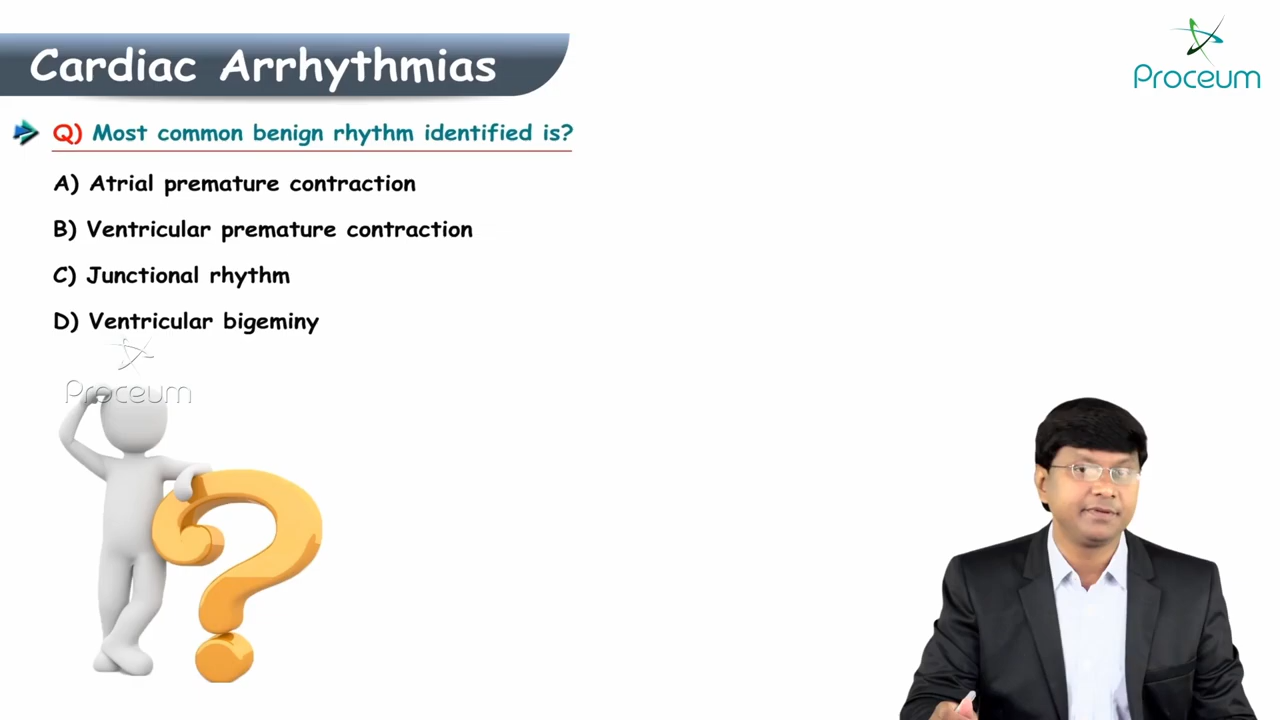 Cardiac Arrhythmias
Proceum
Q) Most common benign rhythm identified is?
A) Atrial premature contraction
B) Ventricular premature contraction
C) Junctional rhythm
D) Ventricular bigeminy
Proceum